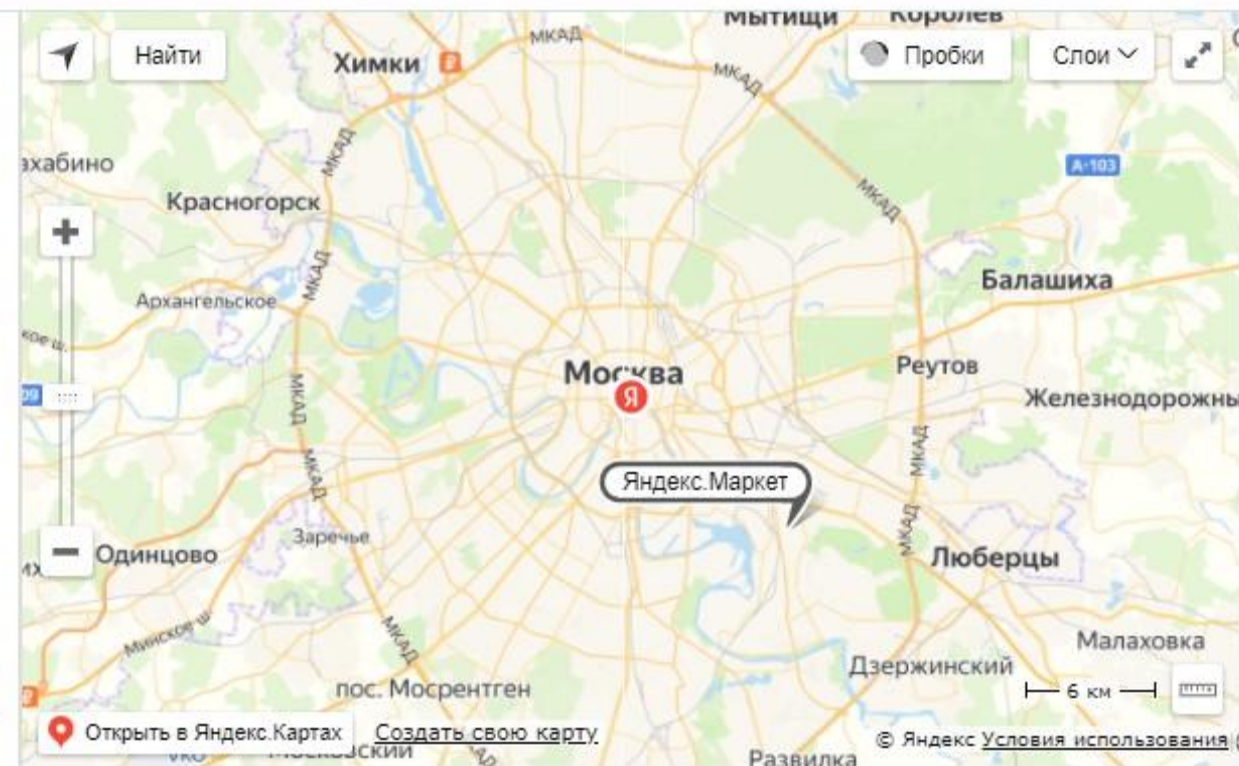 Мытищи
Королёв
МКАД
Найти
Химки
Пробки
Слои
МКАД
МКАД
А-103
Красногорск
МКАД
МКАД
Балашиха
Архангельское
Реутов
Москва
Я
Железнодорожны
МКАД
МКАД
Яндекс.Маркет
МКАД
МКАД
Заречье
Одинцово
Люберцы
Минское ш.
МКАД
Малаховка
Дзержинский
пос. Мосрентген
6 км
Открыть в Яндекс.Картах
Создать свою карту
© Яндекс Условия использования
Развилка